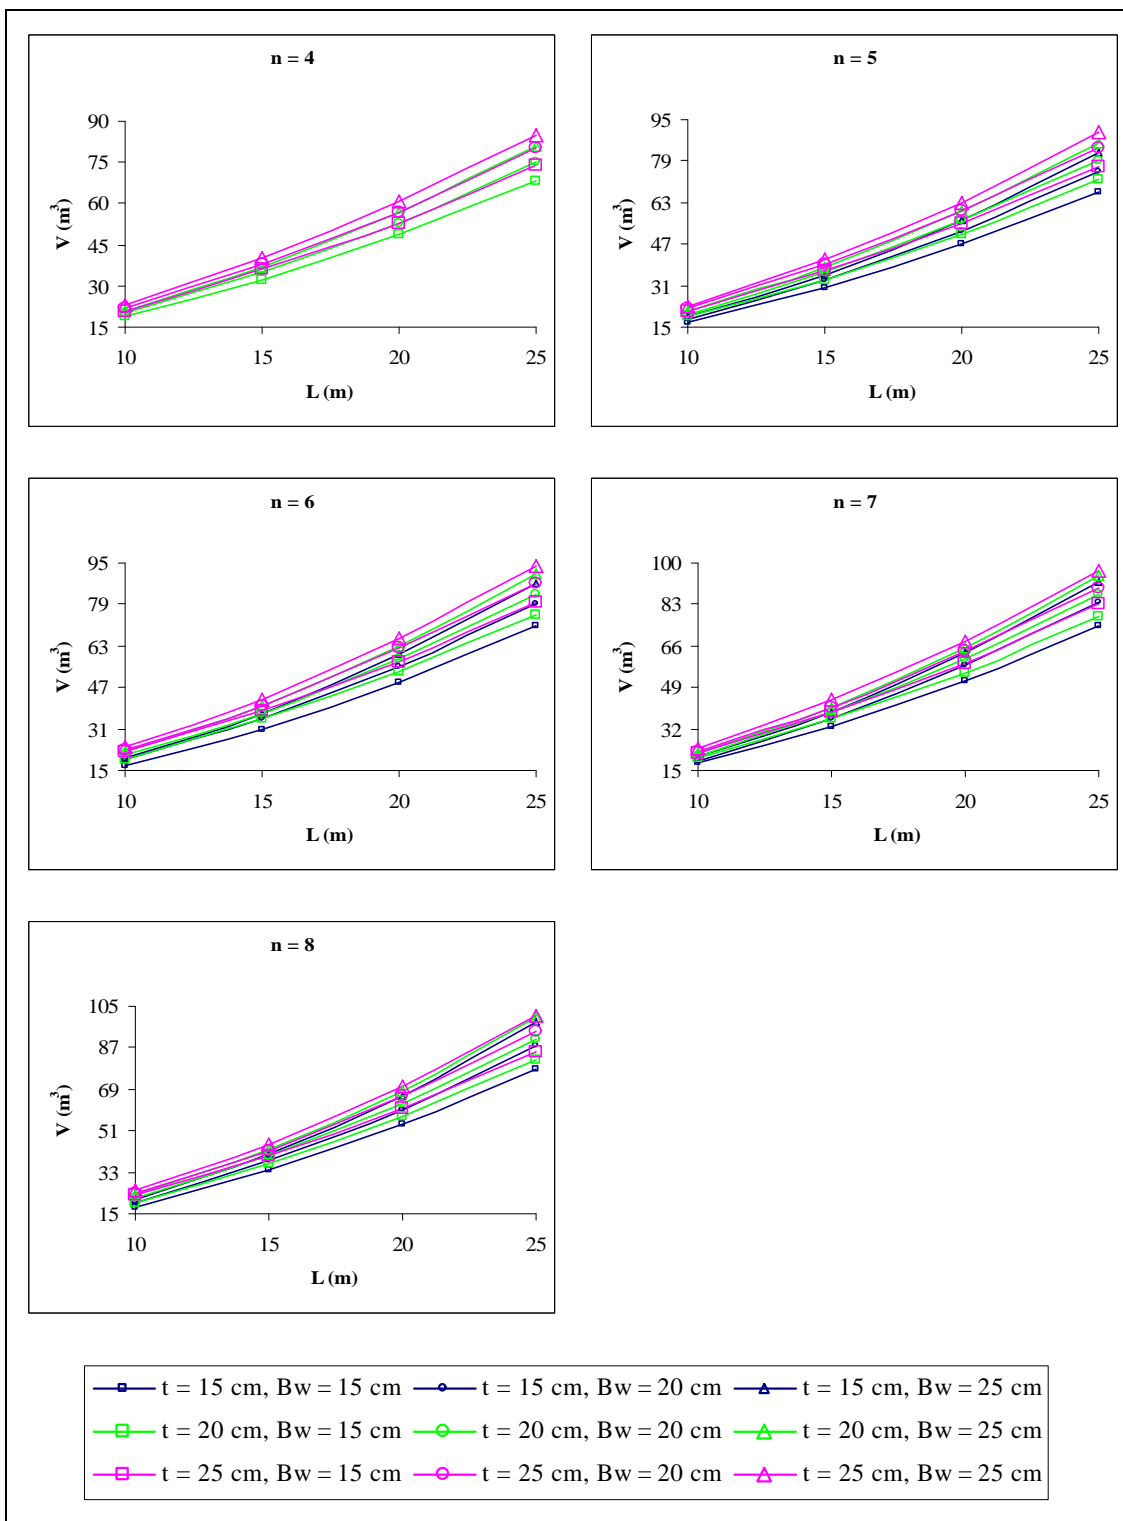 n = 4
90
75
60
45
30
15
V (m³)
10 15 20 25
L (m)
n = 5
95
79
63
47
31
15
V (m³)
10 15 20 25
L (m)
n = 6
95
79
63
47
31
15
V (m³)
10 15 20 25
L (m)
n = 7
100
83
66
49
32
15
V (m³)
10 15 20 25
L (m)
n = 8
105
87
69
51
33
15
V (m³)
10 15 20 25
L (m)
t = 15 cm, Bw = 15 cm t = 15 cm, Bw = 20 cm t = 15 cm, Bw = 25 cm
t = 20 cm, Bw = 15 cm t = 20 cm, Bw = 20 cm t = 20 cm, Bw = 25 cm
t = 25 cm, Bw = 15 cm t = 25 cm, Bw = 20 cm t = 25 cm, Bw = 25 cm